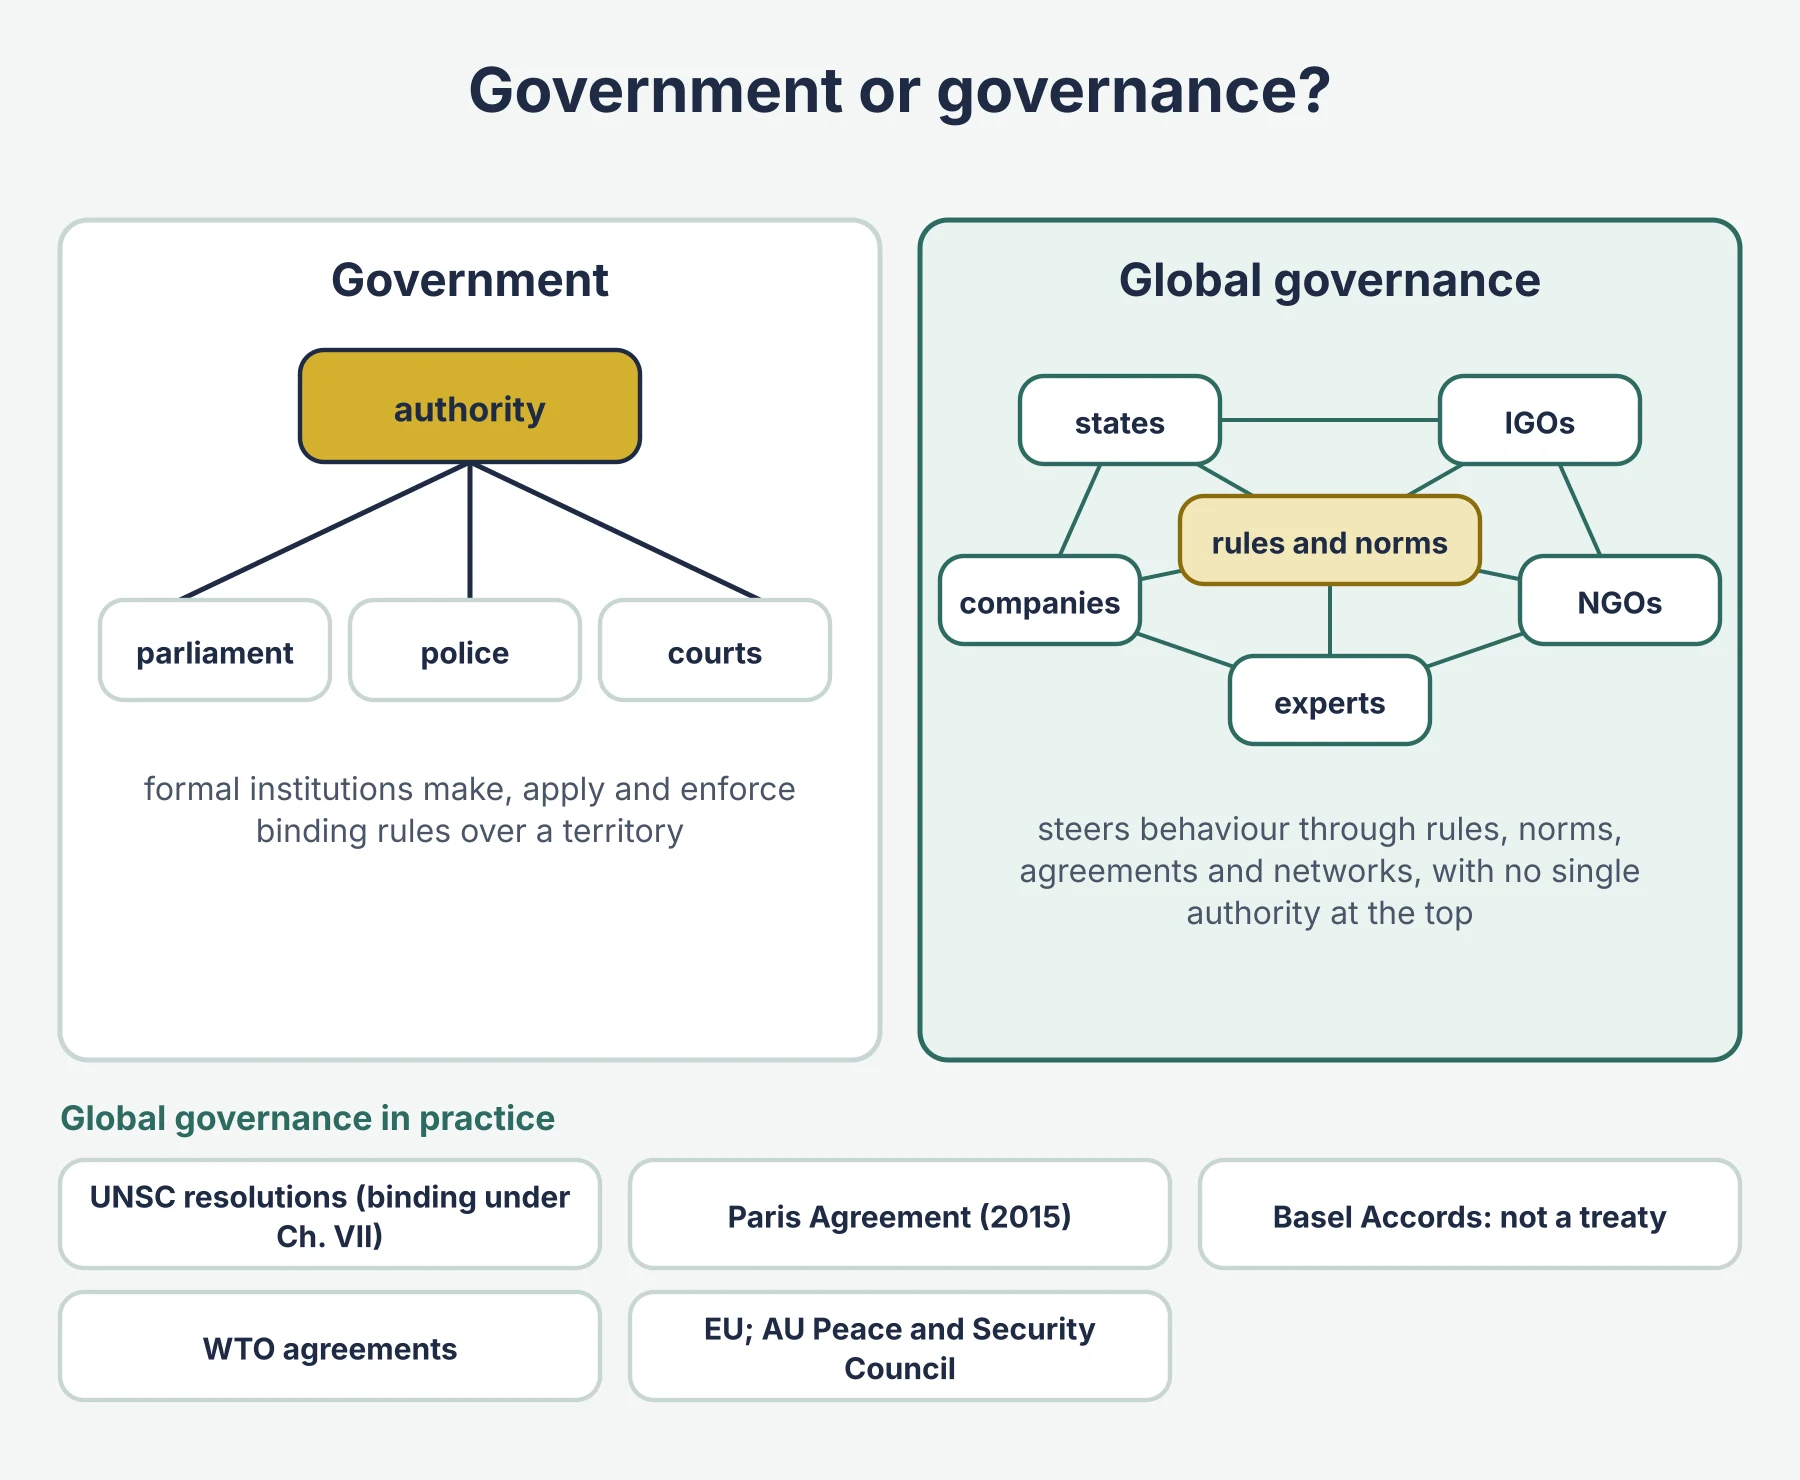 Government or governance?
Government
authority
parliament
police
courts
formal institutions make, apply and enforce
binding rules over a territory
Global governance
states
IGOs
rules and norms
companies
NGOs
experts
steers behaviour through rules, norms,
agreements and networks, with no single
authority at the top
Global governance in practice
UNSC resolutions (binding under
Ch. VII)
Paris Agreement (2015)
Basel Accords: not a treaty
WTO agreements
EU; AU Peace and Security
Council